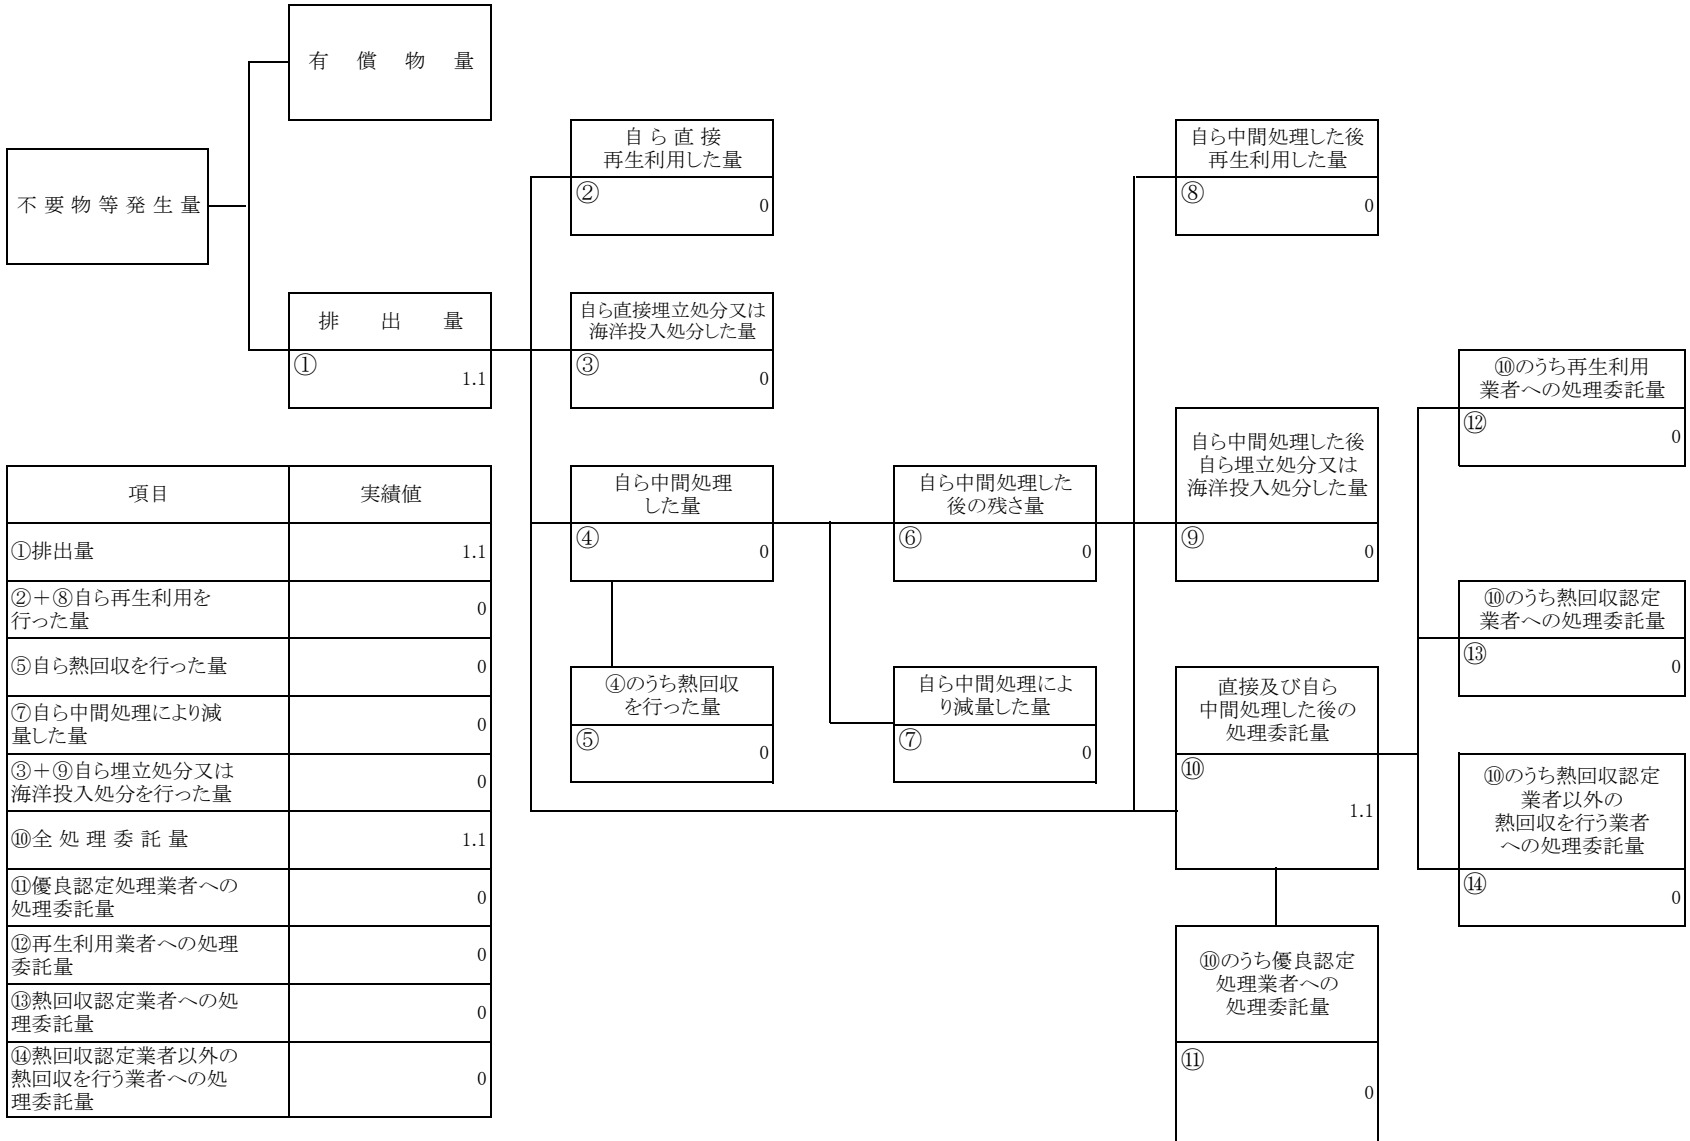 有償物量
不要物等発生量
排出量
①
1.1
自ら直接
再生利用した量
②
0
自ら直接埋立処分又は
海洋投入処分した量
③
0
自ら中間処理
した量
④
0
④のうち熱回収
を行った量
⑤
0
自ら中間処理した
後の残さ量
⑥
0
自ら中間処理によ
り減量した量
⑦
0
自ら中間処理した後
再生利用した量
⑧
0
自ら中間処理した後
自ら埋立処分又は
海洋投入処分した量
⑨
0
直接及び自ら
中間処理した後の
処理委託量
⑩
1.1
⑩のうち優良認定
処理業者への
処理委託量
⑪
0
⑩のうち再生利用
業者への処理委託量
⑫
0
⑩のうち熱回収認定
業者への処理委託量
⑬
0
⑩のうち熱回収認定
業者以外の
熱回収を行う業者
への処理委託量
⑭
0
項目 実績値
①排出量 1.1
②+⑧自ら再生利用を
行った量 0
⑤自ら熱回収を行った量 0
⑦自ら中間処理により減
量した量 0
③+⑨自ら埋立処分又は
海洋投入処分を行った量 0
⑩全処理委託量 1.1
⑪優良認定処理業者への
処理委託量 0
⑫再生利用業者への処理
委託量 0
⑬熱回収認定業者への処
理委託量 0
⑭熱回収認定業者以外の
熱回収を行う業者への処
理委託量 0